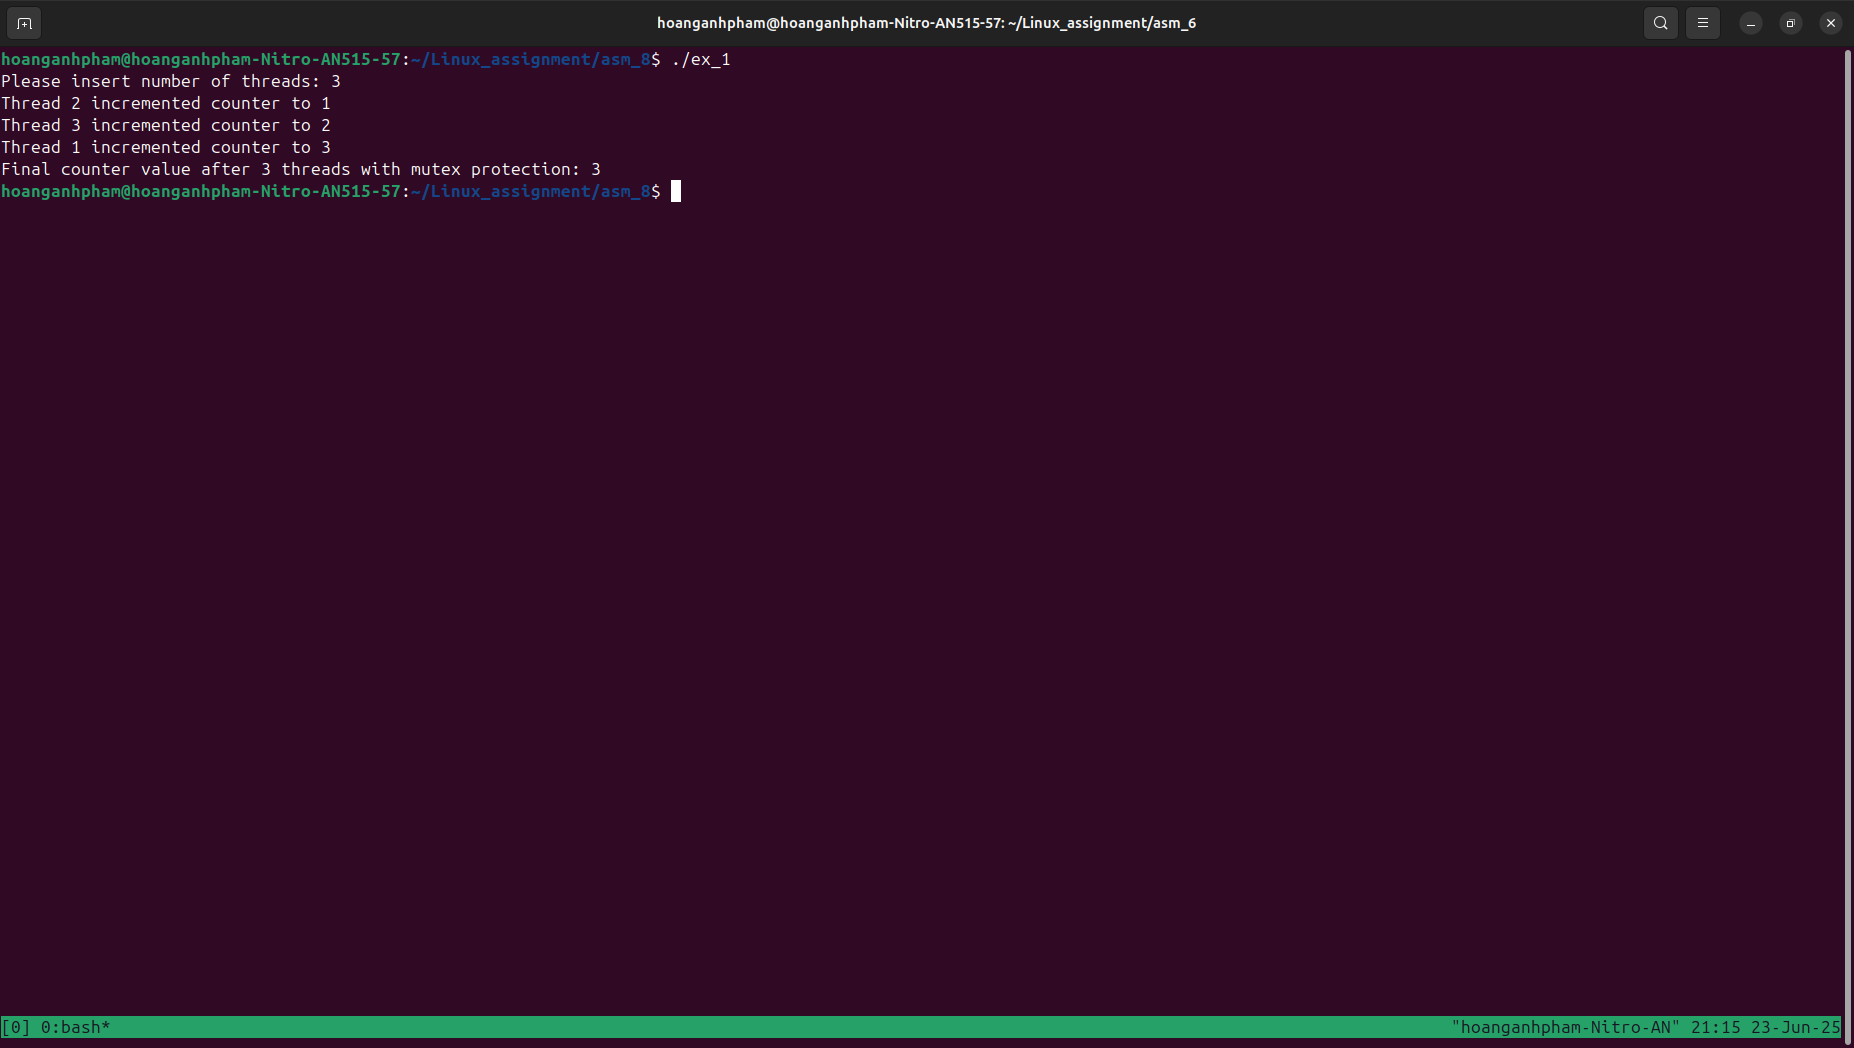 hoanganhpham@hoanganhpham-Nitro-AN515-57: ~/Linux_assignment/asm_6
hoanganhpham@hoanganhpham-Nitro-AN515-57:~/Linux_assignment/asm_8$ ./ex_1
Please insert number of threads: 3
Thread 2 incremented counter to 1
Thread 3 incremented counter to 2
Thread 1 incremented counter to 3
Final counter value after 3 threads with mutex protection: 3
hoanganhpham@hoanganhpham-Nitro-AN515-57:~/Linux_assignment/asm_8$
[0] 0:bash* "hoanganhpham-Nitro-AN" 21:15 23-Jun-25